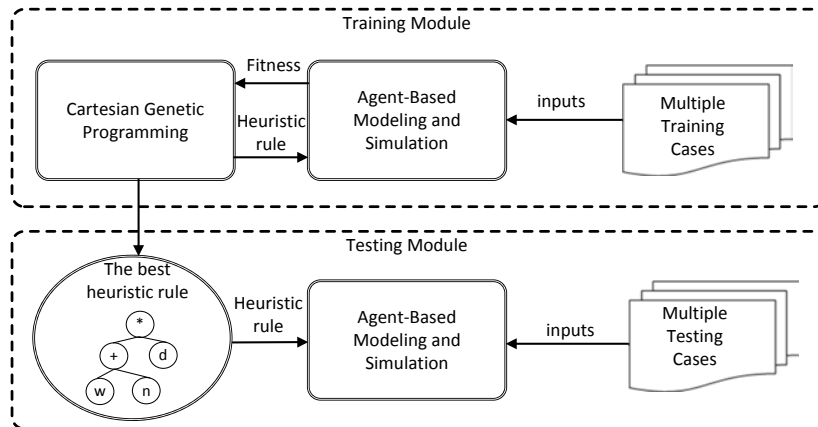 Training Module
Cartesian Genetic
Programming
Fitness
Heuristic
rule
Agent-Based
Modeling and
Simulation
inputs
Multiple
Training
Cases
Testing Module
The best
heuristic rule
*
+
d
w
n
Heuristic
rule
Agent-Based
Modeling and
Simulation
inputs
Multiple
Testing
Cases